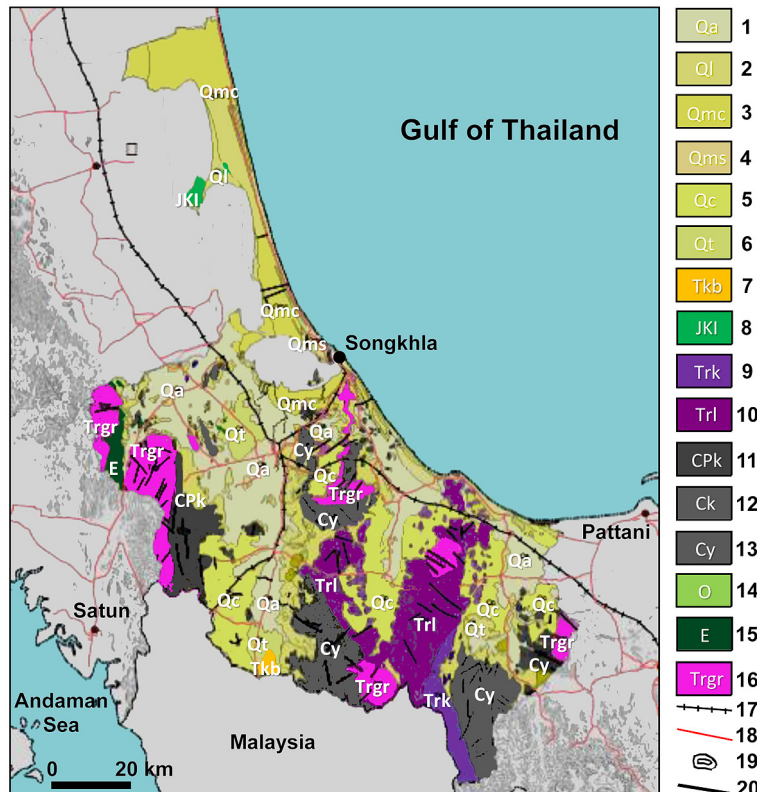 Qmc
Gulf of Thailand
Ql
JKl
Qmc
Qms
Songkhla
Qa
Qmc
Trgr
Qt
Qa
Trgr
Cy
E
Qa
Qc
CPk
Trgr
Cy
Pattani
Qa
Trl
Qc
Qa
Qc
Qc
Qc
Satun
Trl
Qt
Qt
Cy
Trgr
Tkb
Cy
Trgr
Trk
Cy
Andaman
Sea
Malaysia
0 20 km
Qa 1
Ql 2
Qmc 3
Qms 4
Qc 5
Qt 6
Tkb 7
JKl 8
Trk 9
Trl 10
CPk 11
Ck 12
Cy 13
O 14
E 15
Trgr 16
17
18
19
20